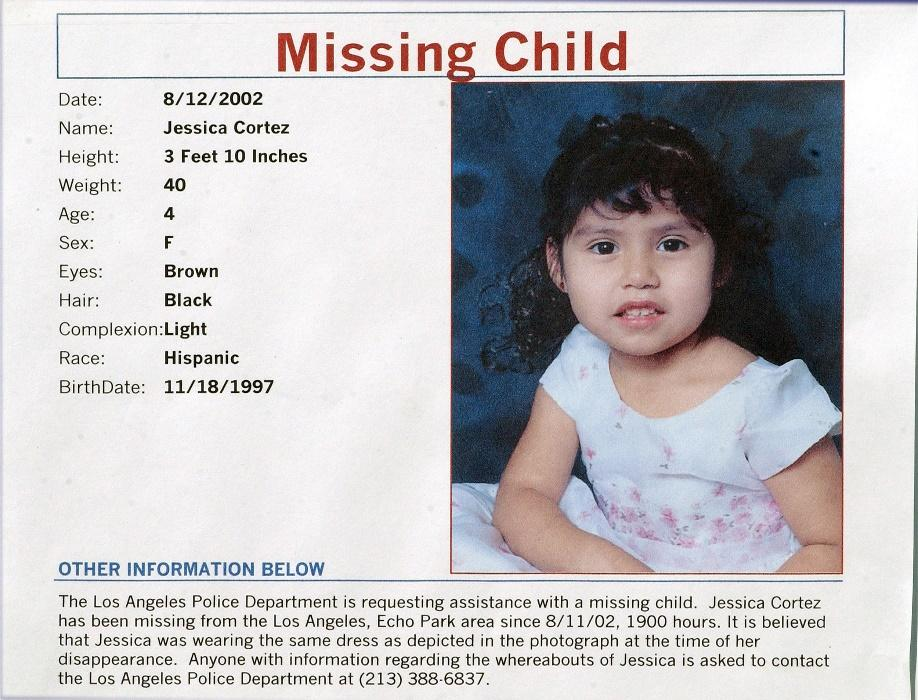 Missing Child
Date: 8/12/2002
Name: Jessica Cortez
Height: 3 Feet 10 Inches
Weight: 40
Age: 4
Sex: F
Eyes: Brown
Hair: Black
Complexion:Light
Race: Hispanic
BirthDate: 11/18/1997
OTHER INFORMATION BELOW
The Los Angeles Police Department is requesting assistance with a missing child. Jessica Cortez
has been missing from the Los Angeles, Echo Park area since 8/11/02, 1900 hours. It is believed
that Jessica was wearing the same dress as depicted in the photograph at the time of her
disappearance. Anyone with information regarding the whereabouts of Jessica is asked to contact
the Los Angeles Police Department at (213) 388-6837.